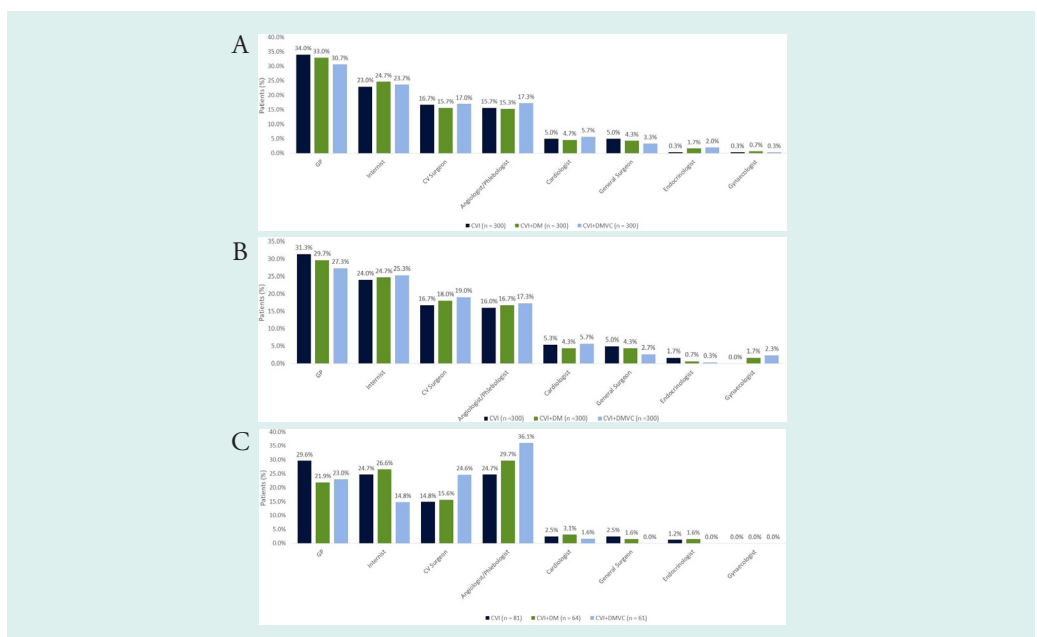 A
40.0%
35.0%
30.0%
25.0%
20.0%
15.0%
10.0%
5.0%
0.0%
Patients (%)
34.0% 33.0% 30.7%
23.0% 24.7% 23.7%
16.7% 15.7% 17.0%
15.7% 15.3% 17.3%
5.0% 4.7% 5.7%
5.0% 4.3% 3.3%
0.3% 1.7% 2.0%
0.3% 0.7% 0.3%
GP
Internist
CV Surgeon
Angiologist/Phlebologist
Cardiologist
General Surgeon
Endocrinologist
Gynaecologist
CVI (n = 300) CVI+DM (n = 300) CVI+DMVC (n = 300)
B
35.0%
30.0%
25.0%
20.0%
15.0%
10.0%
5.0%
0.0%
Patients (%)
31.3% 29.7% 27.3%
24.0% 24.7% 25.3%
16.7% 18.0% 19.0%
16.0% 16.7% 17.3%
5.3% 4.3% 5.7%
5.0% 4.3% 2.7%
1.7% 0.7% 0.3%
0.0% 1.7% 2.3%
GP
Internist
CV Surgeon
Angiologist/Phlebologist
Cardiologist
General Surgeon
Endocrinologist
Gynaecologist
CVI (n =300) CVI+DM (n =300) CVI+DMVC (n =300)
C
40.0%
35.0%
30.0%
25.0%
20.0%
15.0%
10.0%
5.0%
0.0%
Patients (%)
29.6% 21.9% 23.0%
24.7% 26.6% 14.8%
14.8% 15.6% 24.6%
24.7% 29.7% 36.1%
2.5% 3.1% 1.6%
2.5% 1.6% 0.0%
1.2% 1.6% 0.0%
0.0% 0.0% 0.0%
GP
Internist
CV Surgeon
Angiologist/Phlebologist
Cardiologist
General Surgeon
Endocrinologist
Gynaecologist
CVI (n = 81) CVI+DM (n = 64) CVI+DMVC (n = 61)